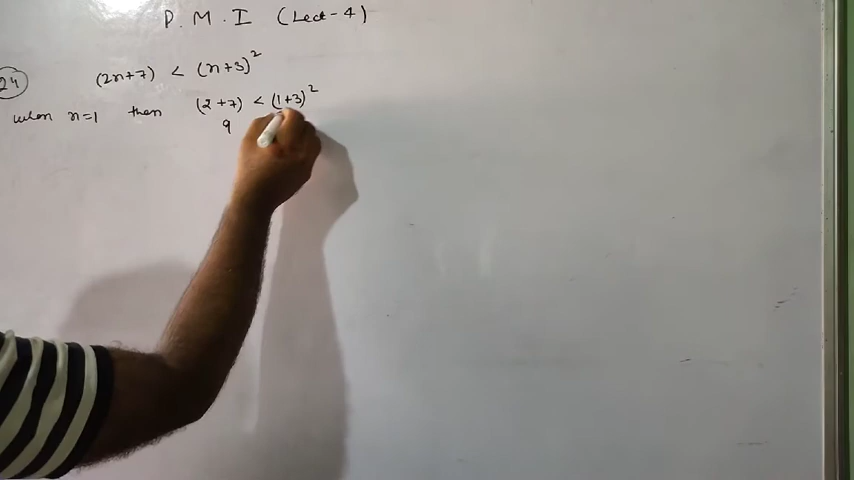 P. M. I (Lect-4)
24 (2n+7) < (n+3)²
when n=1 then (2+7) < (1+3)²
9